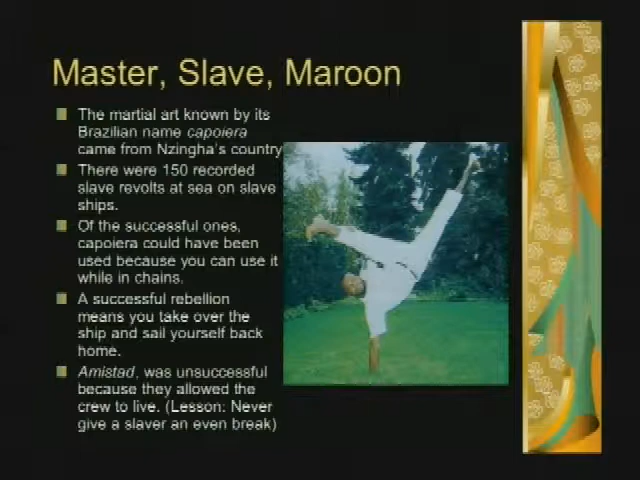 Master, Slave, Maroon
The martial art known by its
Brazilian name capoiera
came from Nzingha's country
There were 150 recorded
slave revolts at sea on slave
ships.
Of the successful ones,
capoiera could have been
used because you can use it
while in chains.
A successful rebellion
means you take over the
ship and sail yourself back
home.
Amistad, was unsuccessful
because they allowed the
crew to live. (Lesson: Never
give a slaver an even break)